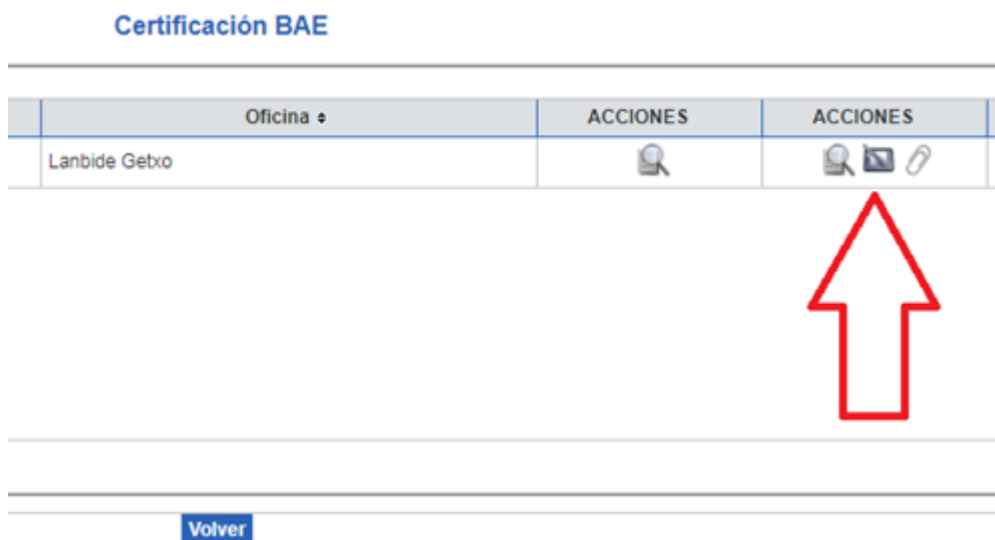 Certificación BAE
Oficina ACCIONES ACCIONES
Lanbide Getxo
Volver